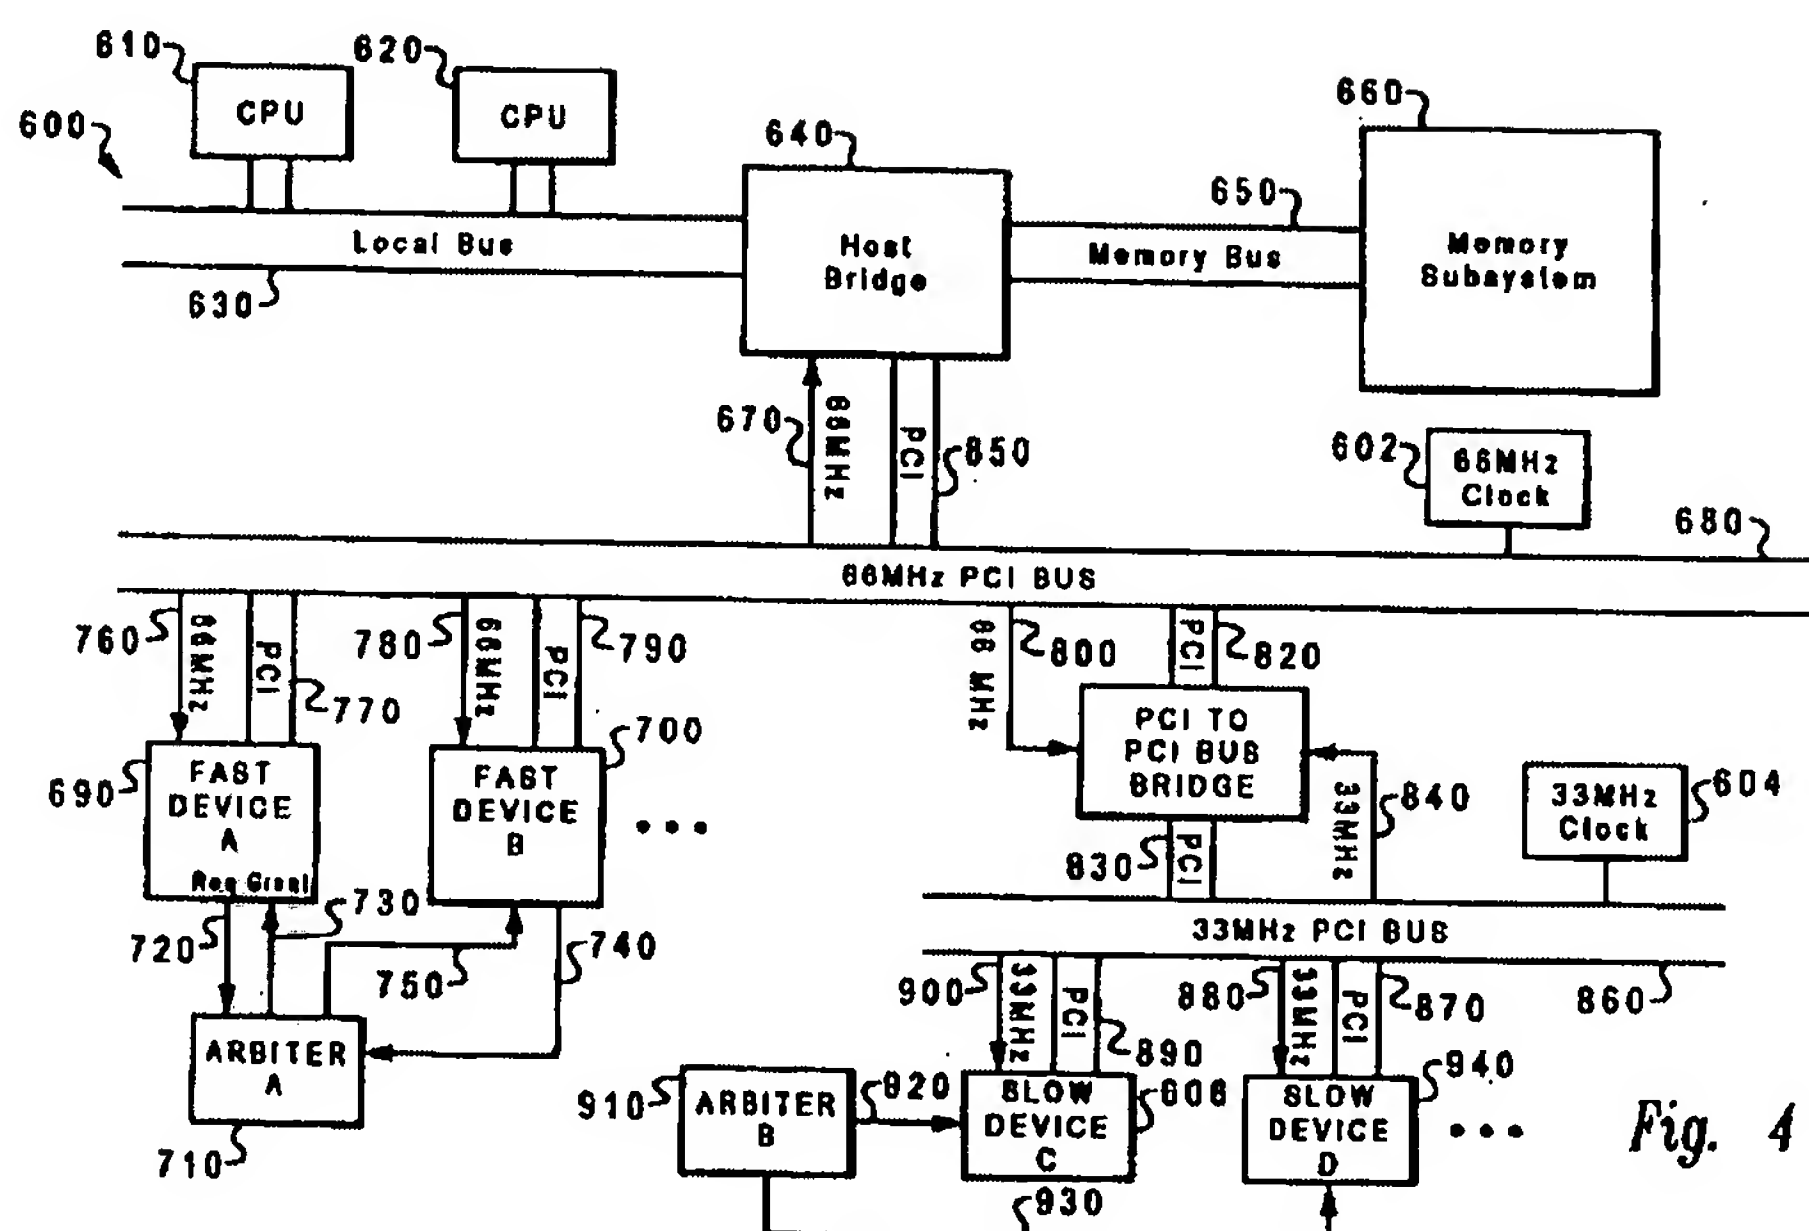 600
610
CPU
620
CPU
Local Bus
630
640
Host
Bridge
650
Memory Bus
660
Memory
Subaystem
670
66MHz
PCI
850
602
66MHz
Clock
680
66MHz PCI BUS
760
66MHz
PCI
770
780
66MHz
PCI
790
66 MHz
800
PCI
820
690
FAST
DEVICE
A
Req Grant
700
FAST
DEVICE
B
PCI TO
PCI BUS
BRIDGE
830
PCI
33MHz
840
33MHz
Clock
604
720
730
750
740
33MHz PCI BUS
860
ARBITER
A
710
900
33MHz
PCI
890
880
33MHz
PCI
870
910
ARBITER
B
920
SLOW
DEVICE
C
606
SLOW
DEVICE
D
940
930
Fig. 4